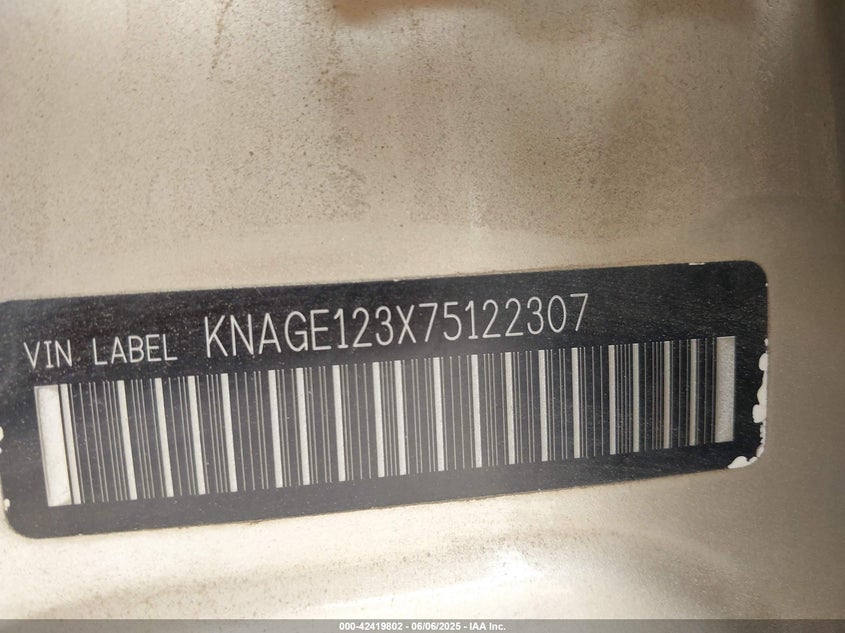 VIN LABEL KNAGE123X75122307
000-42419802 - 06/06/2025 - IAA Inc.